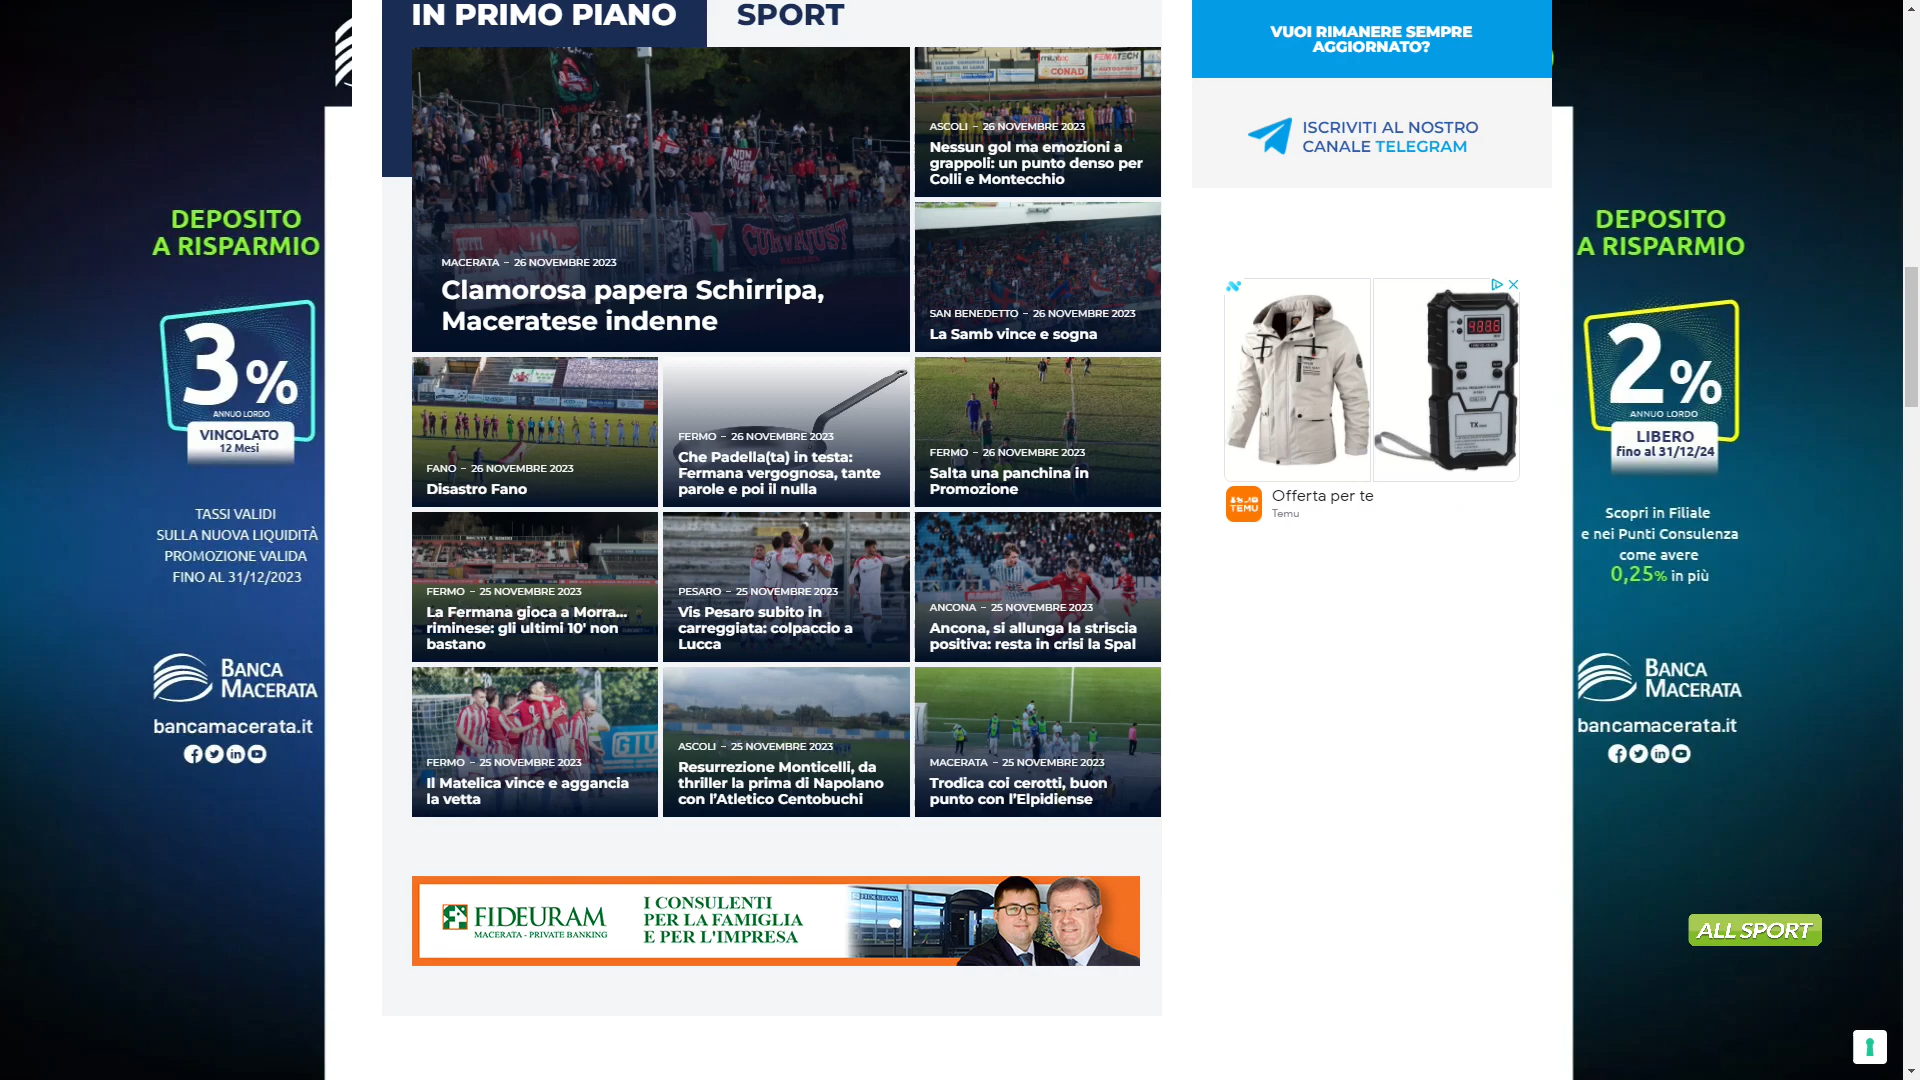 IN PRIMO PIANO
SPORT
CONAD
ASCOLI – 26 NOVEMBRE 2023
Nessun gol ma emozioni a
grappoli: un punto denso per
Colli e Montecchio
CURVA JUST
MACERATA – 26 NOVEMBRE 2023
Clamorosa papera Schirripa,
Maceratese indenne
SAN BENEDETTO – 26 NOVEMBRE 2023
La Samb vince e sogna
FANO – 26 NOVEMBRE 2023
Disastro Fano
FERMO – 26 NOVEMBRE 2023
Che Padella(ta) in testa:
Fermana vergognosa, tante
parole e poi il nulla
FERMO – 26 NOVEMBRE 2023
Salta una panchina in
Promozione
FERMO – 25 NOVEMBRE 2023
La Fermana gioca a Morra...
riminese: gli ultimi 10' non
bastano
PESARO – 25 NOVEMBRE 2023
Vis Pesaro subito in
carreggiata: colpaccio a
Lucca
ANCONA – 25 NOVEMBRE 2023
Ancona, si allunga la striscia
positiva: resta in crisi la Spal
FERMO – 25 NOVEMBRE 2023
Il Matelica vince e aggancia
la vetta
ASCOLI – 25 NOVEMBRE 2023
Resurrezione Monticelli, da
thriller la prima di Napolano
con l'Atletico Centobuchi
MACERATA – 25 NOVEMBRE 2023
Trodica coi cerotti, buon
punto con l'Elpidiense
FIDEURAM
MACERATA - PRIVATE BANKING
I CONSULENTI
PER LA FAMIGLIA
E PER L'IMPRESA
VUOI RIMANERE SEMPRE
AGGIORNATO?
ISCRIVITI AL NOSTRO
CANALE TELEGRAM
TEMU
Offerta per te
Temu
DEPOSITO
A RISPARMIO
3%
ANNUO LORDO
VINCOLATO
12 Mesi
TASSI VALIDI
SULLA NUOVA LIQUIDITÀ
PROMOZIONE VALIDA
FINO AL 31/12/2023
BANCA
MACERATA
bancamacerata.it
DEPOSITO
A RISPARMIO
2%
ANNUO LORDO
LIBERO
fino al 31/12/24
Scopri in Filiale
e nei Punti Consulenza
come avere
0,25% in più
BANCA
MACERATA
bancamacerata.it
ALL SPORT